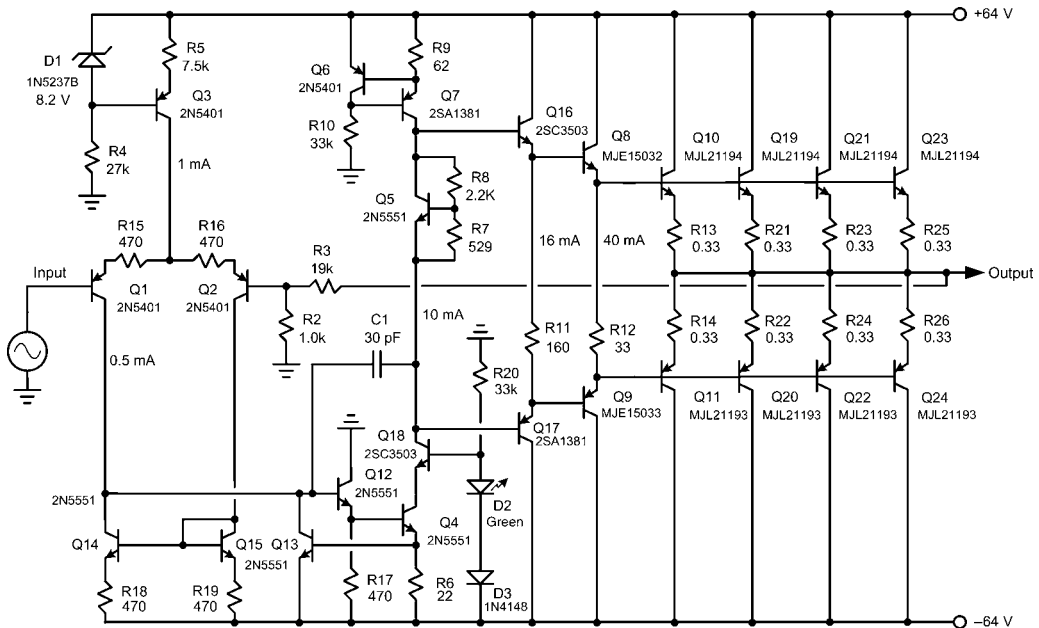 +64 V
D1
1N5237B
8.2 V
R5
7.5k
Q3
2N5401
R4
27k
1 mA
Q6
2N5401
R9
62
Q7
2SA1381
R10
33k
Q16
2SC3503
Q8
MJE15032
Q10
MJL21194
Q19
MJL21194
Q21
MJL21194
Q23
MJL21194
R8
2.2K
Q5
2N5551
R7
529
R15
470
R16
470
Input
Q1
2N5401
Q2
2N5401
R3
19k
R2
1.0k
16 mA
40 mA
R13
0.33
R21
0.33
R23
0.33
R25
0.33
Output
0.5 mA
C1
30 pF
10 mA
R20
33k
R11
160
R12
33
R14
0.33
R22
0.33
R24
0.33
R26
0.33
Q9
MJE15033
Q11
MJL21193
Q20
MJL21193
Q22
MJL21193
Q24
MJL21193
Q17
2SA1381
Q18
2SC3503
Q12
2N5551
2N5551
Q4
2N5551
D2
Green
Q14
Q15
2N5551
Q13
R18
470
R19
470
R17
470
R6
22
D3
1N4148
–64 V